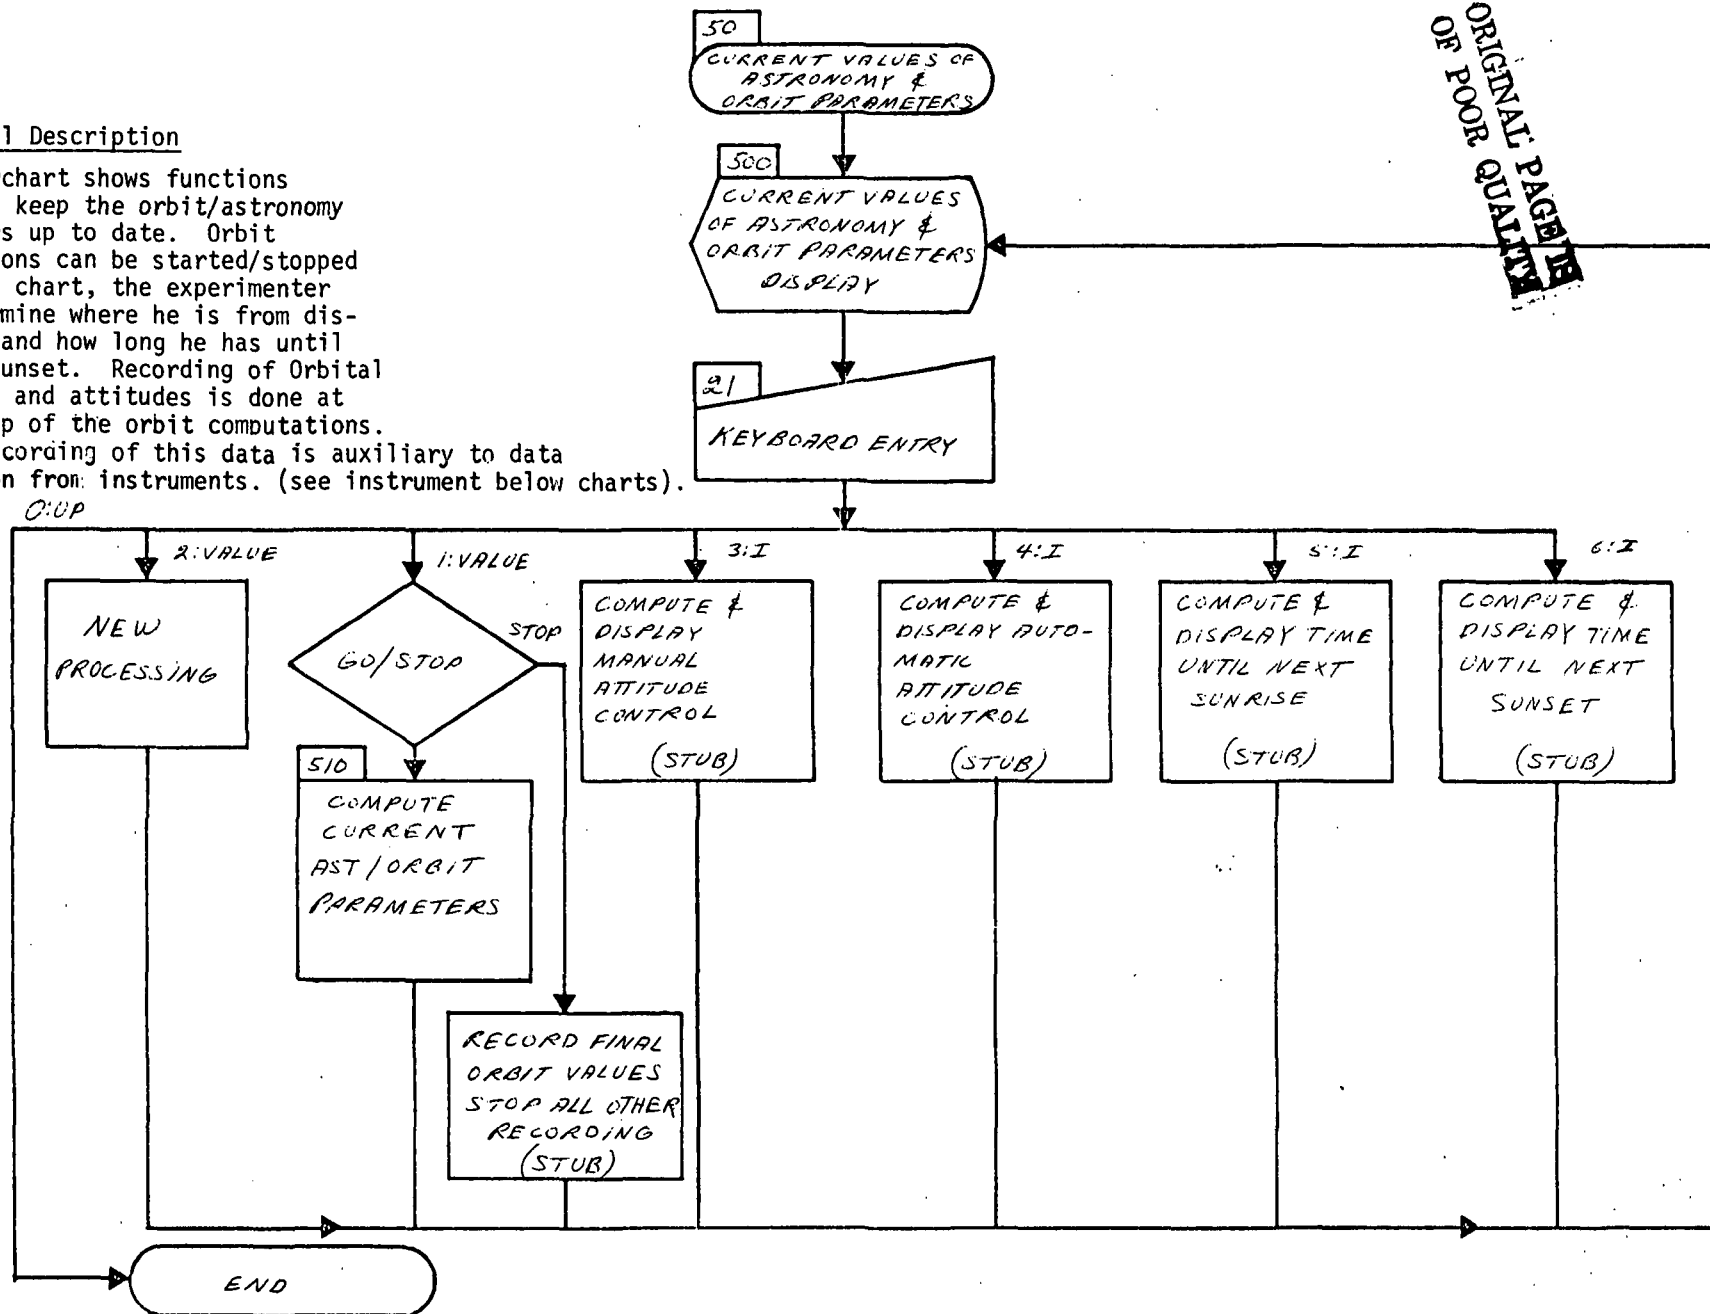 50
CURRENT VALUES OF
ASTRONOMY &
ORBIT PARAMETERS
ORIGINAL PAGE IS
OF POOR QUALITY
l Description
chart shows functions
keep the orbit/astronomy
s up to date. Orbit
ons can be started/stopped
chart, the experimenter
mine where he is from dis-
and how long he has until
unset. Recording of Orbital
and attitudes is done at
p of the orbit computations.
cording of this data is auxiliary to data
n from instruments. (see instrument below charts).
500
CURRENT VALUES
OF ASTRONOMY &
ORBIT PARAMETERS
DISPLAY
21
KEYBOARD ENTRY
0:UP
2:VALUE
1:VALUE
3:I
4:I
5:I
6:I
NEW
PROCESSING
GO/STOP
STOP
COMPUTE &
DISPLAY
MANUAL
ATTITUDE
CONTROL
(STUB)
COMPUTE &
DISPLAY AUTO-
MATIC
ATTITUDE
CONTROL
(STUB)
COMPUTE &
DISPLAY TIME
UNTIL NEXT
SUNRISE
(STUB)
COMPUTE &
DISPLAY TIME
UNTIL NEXT
SUNSET
(STUB)
510
COMPUTE
CURRENT
AST/ORBIT
PARAMETERS
RECORD FINAL
ORBIT VALUES
STOP ALL OTHER
RECORDING
(STUB)
END